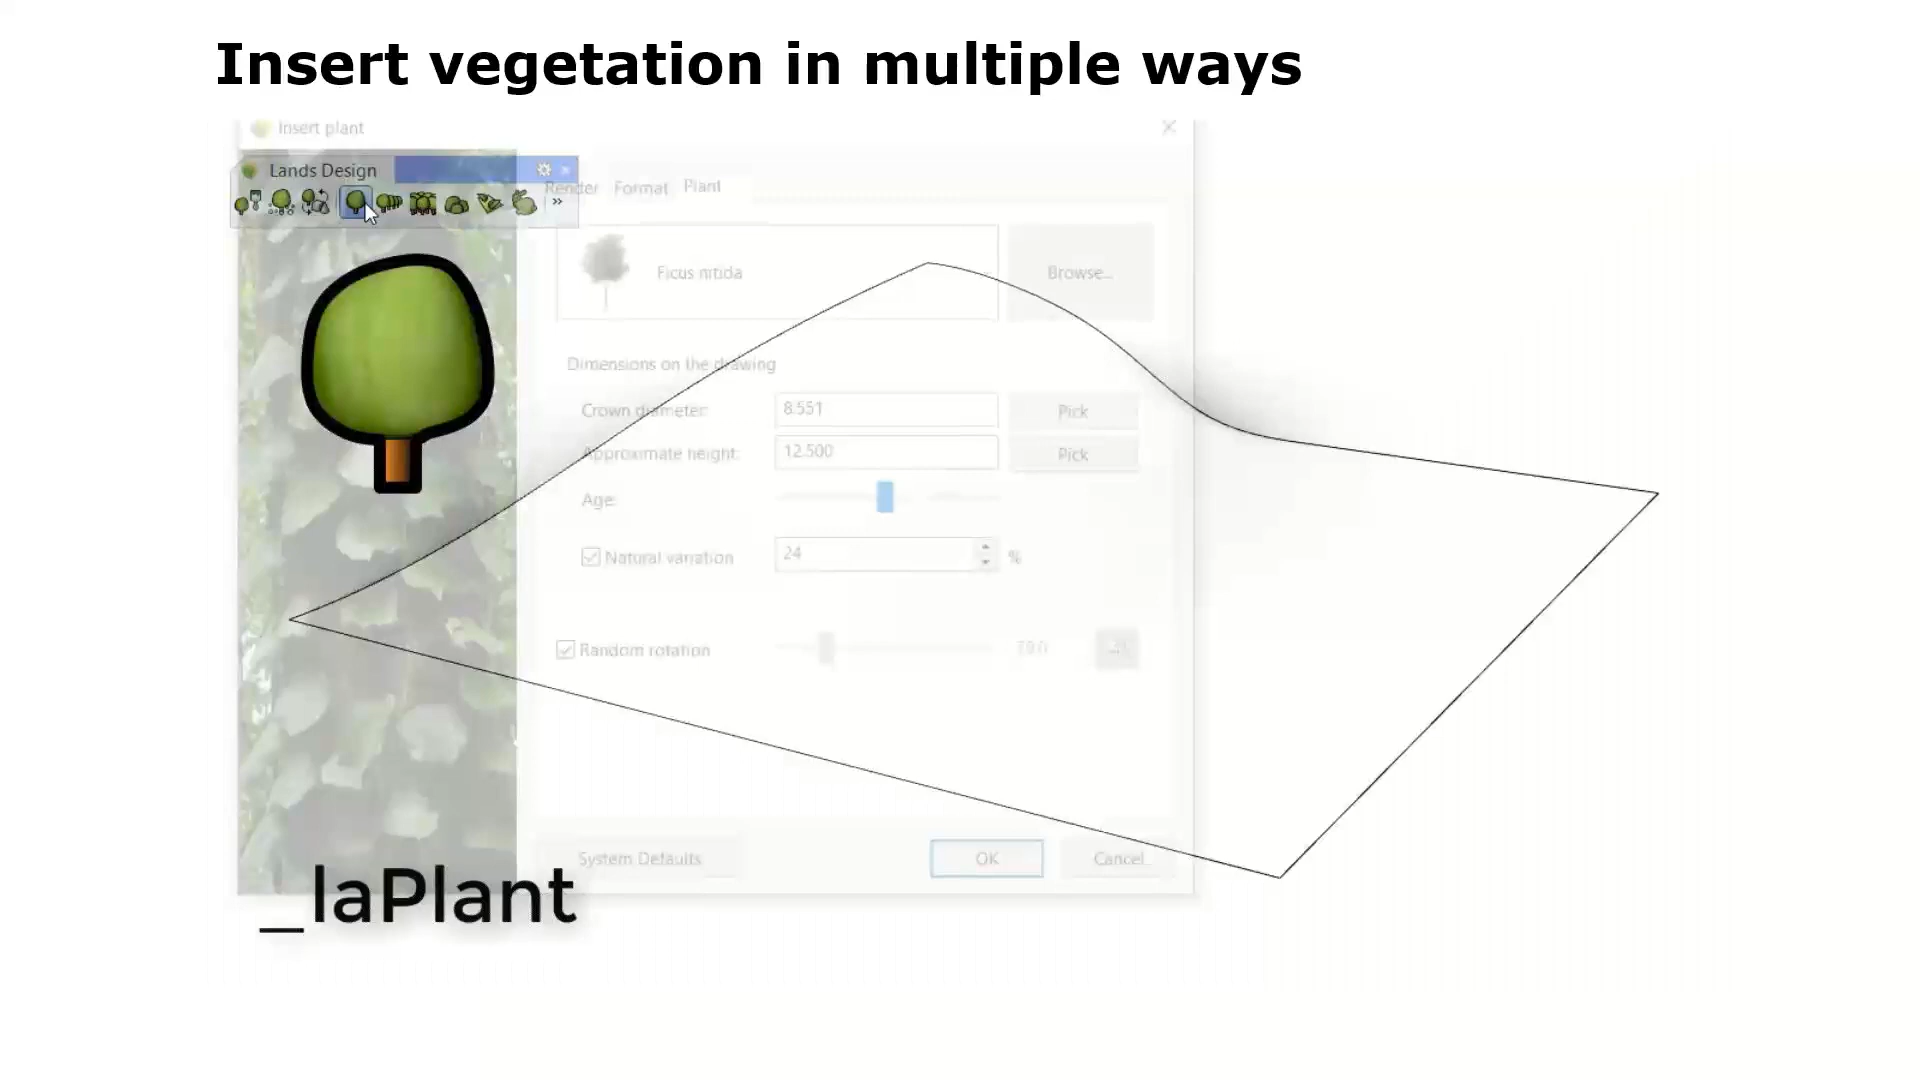 Insert vegetation in multiple ways
Insert plant
Lands Design
Render Format Plant
Ficus nitida
Browse...
Dimensions on the drawing
Crown diameter:
8.551
Pick
Approximate height:
12.500
Pick
Age:
Natural variation
24
%
Random rotation
System Defaults
OK
Cancel
_laPlant